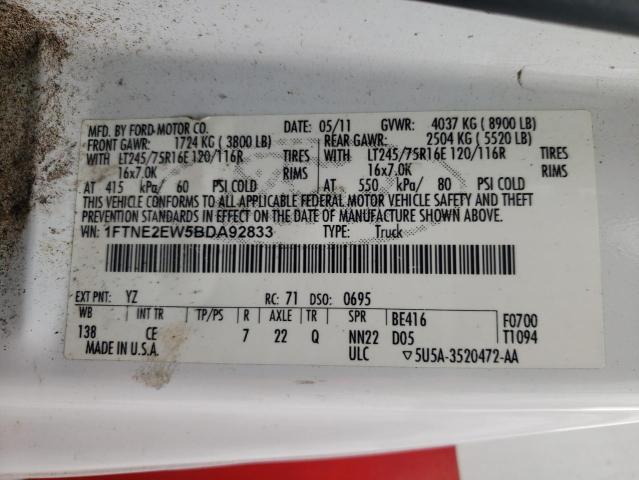 MFD. BY FORD MOTOR CO. DATE: 05/11 GVWR: 4037 KG ( 8900 LB)
FRONT GAWR: 1724 KG ( 3800 LB) REAR GAWR: 2504 KG ( 5520 LB)
WITH LT245/75R16E 120/116R TIRES WITH LT245/75R16E 120/116R TIRES
16x7.0K RIMS 16x7.0K RIMS
AT 415 kPa/ 60 PSI COLD AT 550 kPa/ 80 PSI COLD
THIS VEHICLE CONFORMS TO ALL APPLICABLE FEDERAL MOTOR VEHICLE SAFETY AND THEFT
PREVENTION STANDARDS IN EFFECT ON THE DATE OF MANUFACTURE SHOWN ABOVE.
VIN: 1FTNE2EW5BDA92833 TYPE: Truck
EXT PNT: YZ RC: 71 DSO: 0695
WB INT TR TP/PS R AXLE TR SPR BE416 F0700
138 CE 7 22 Q NN22 D05 T1094
MADE IN U.S.A. ULC ▽5U5A-3520472-AA